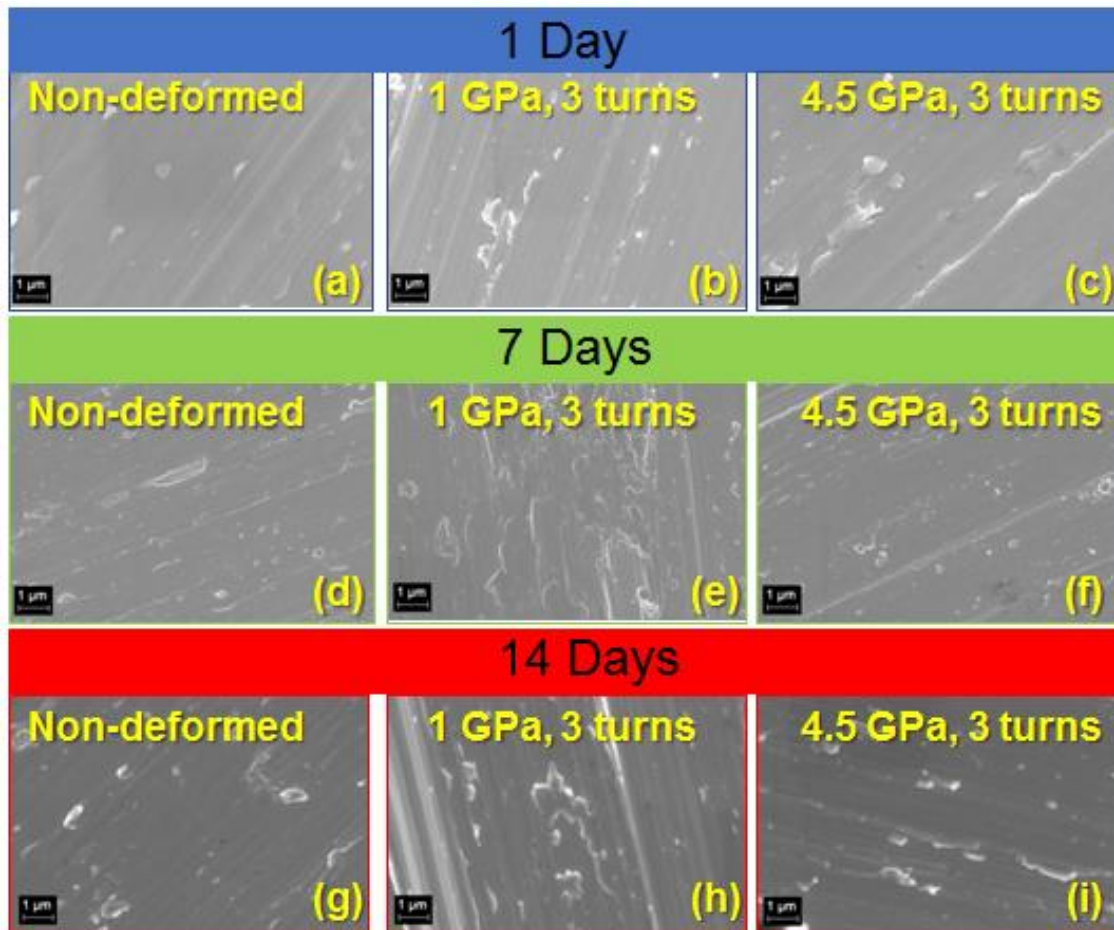 1 Day
Non-deformed
1 GPa, 3 turns
4.5 GPa, 3 turns
1 µm
(a)
1 µm
(b)
1 µm
(c)
7 Days
Non-deformed
1 GPa, 3 turns
4.5 GPa, 3 turns
1 µm
(d)
1 µm
(e)
1 µm
(f)
14 Days
Non-deformed
1 GPa, 3 turns
4.5 GPa, 3 turns
1 µm
(g)
1 µm
(h)
1 µm
(i)